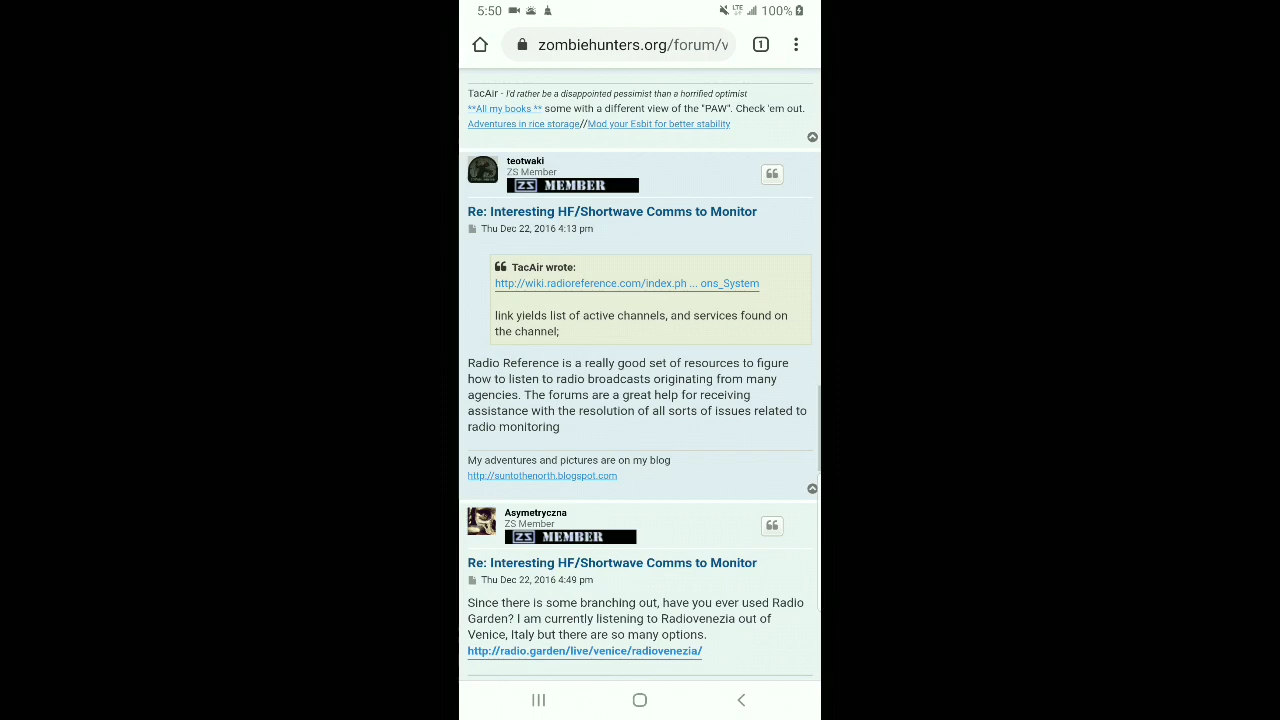 5:50 LTE 100%
zombiehunters.org/forum/v 1
TacAir - I'd rather be a disappointed pessimist than a horrified optimist
**All my books ** some with a different view of the "PAW". Check 'em out.
Adventures in rice storage//Mod your Esbit for better stability
teotwaki
ZS Member
ZS MEMBER
Re: Interesting HF/Shortwave Comms to Monitor
Thu Dec 22, 2016 4:13 pm
TacAir wrote:
http://wiki.radioreference.com/index.ph ... ons_System
link yields list of active channels, and services found on
the channel;
Radio Reference is a really good set of resources to figure
how to listen to radio broadcasts originating from many
agencies. The forums are a great help for receiving
assistance with the resolution of all sorts of issues related to
radio monitoring
My adventures and pictures are on my blog
http://suntothenorth.blogspot.com
Asymetryczna
ZS Member
ZS MEMBER
Re: Interesting HF/Shortwave Comms to Monitor
Thu Dec 22, 2016 4:49 pm
Since there is some branching out, have you ever used Radio
Garden? I am currently listening to Radiovenezia out of
Venice, Italy but there are so many options.
http://radio.garden/live/venice/radiovenezia/